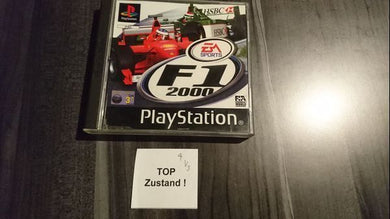 HSBC
EA
SPORTS
F1
2000
PlayStation
TOP
Zustand !